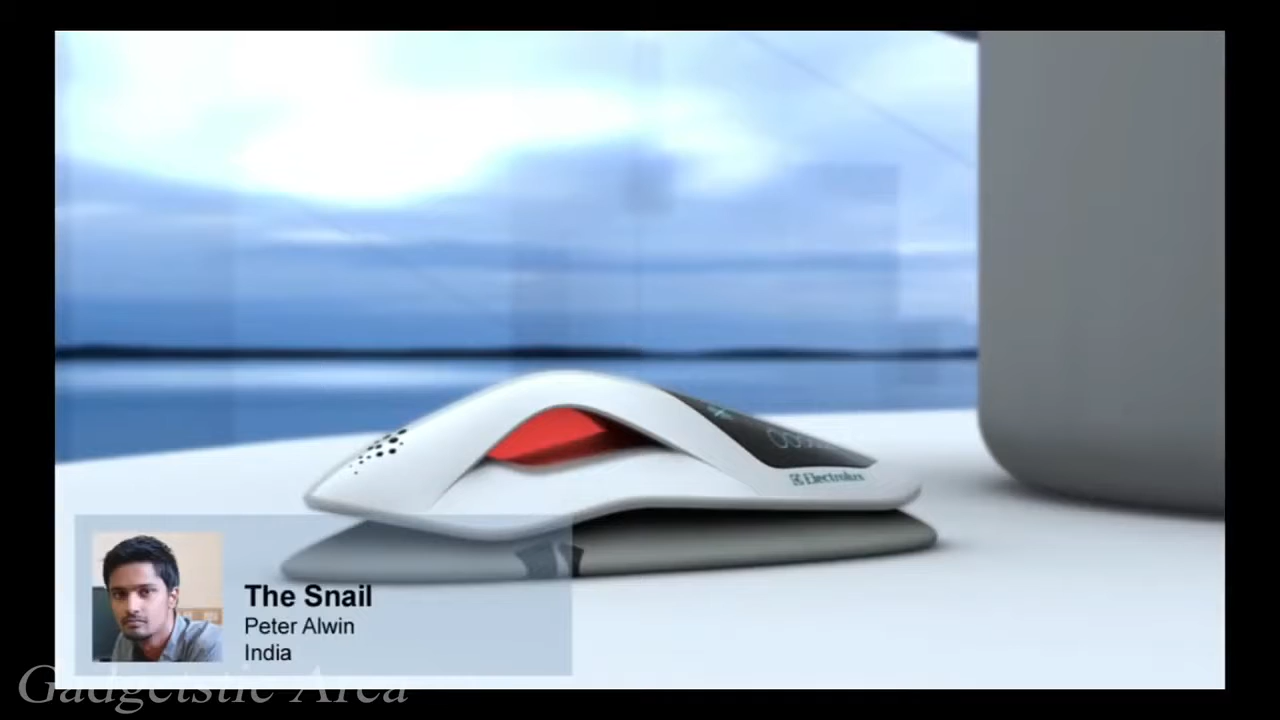 Electrolux
The Snail
Peter Alwin
India
Gadgetstic Area